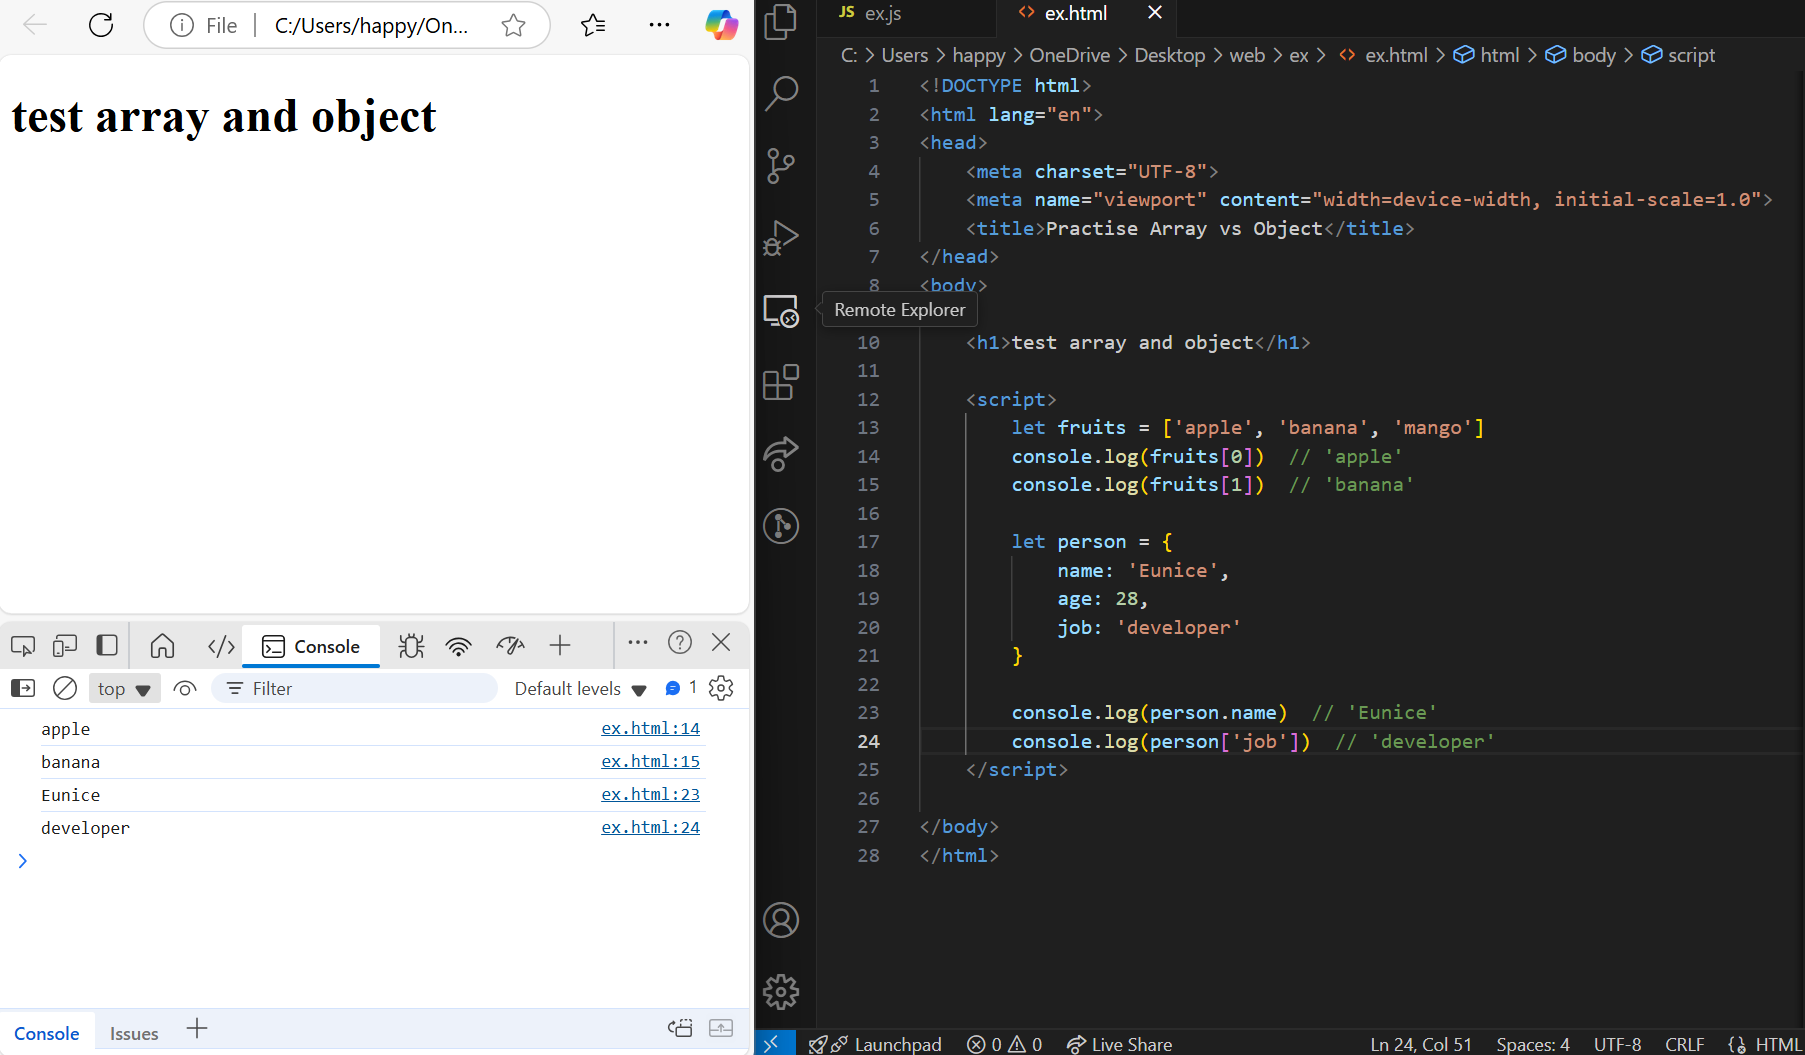 File
C:/Users/happy/On...
test array and object
Console
top
Filter
Default levels
1
apple ex.html:14
banana ex.html:15
Eunice ex.html:23
developer ex.html:24
Console
Issues
JS ex.js
ex.html
C: > Users > happy > OneDrive > Desktop > web > ex > ex.html > html > body > script
1 <!DOCTYPE html>
2 <html lang="en">
3 <head>
4 <meta charset="UTF-8">
5 <meta name="viewport" content="width=device-width, initial-scale=1.0">
6 <title>Practise Array vs Object</title>
7 </head>
8 <body>
Remote Explorer
10 <h1>test array and object</h1>
11
12 <script>
13 let fruits = ['apple', 'banana', 'mango']
14 console.log(fruits[0])  // 'apple'
15 console.log(fruits[1])  // 'banana'
16
17 let person = {
18 name: 'Eunice',
19 age: 28,
20 job: 'developer'
21 }
22
23 console.log(person.name)  // 'Eunice'
24 console.log(person['job'])  // 'developer'
25 </script>
26
27 </body>
28 </html>
Launchpad
0
0
Live Share
Ln 24, Col 51
Spaces: 4
UTF-8
CRLF
HTML